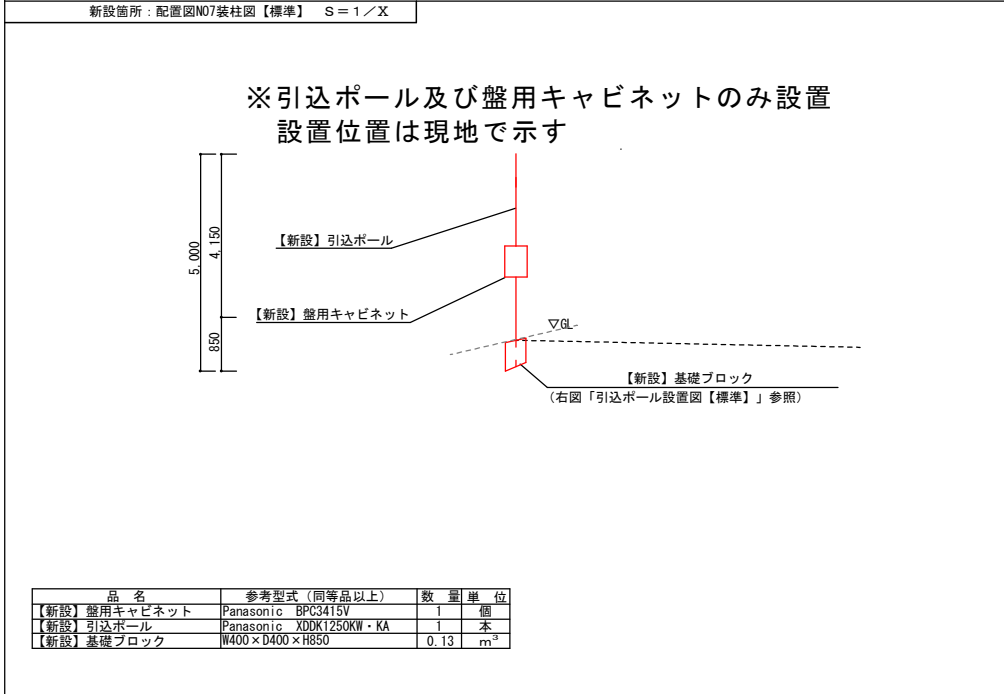 新設箇所：配置図NO7装柱図【標準】　S＝1／X
※引込ポール及び盤用キャビネットのみ設置
設置位置は現地で示す
【新設】引込ポール
5,000
4,150
【新設】盤用キャビネット
850
▽GL
【新設】基礎ブロック
（右図「引込ポール設置図【標準】」参照）
品　名　参考型式（同等品以上）　数　量　単　位
【新設】盤用キャビネット　Panasonic　BPC3415V　1　個
【新設】引込ポール　Panasonic　XDDK1250KW・KA　1　本
【新設】基礎ブロック　W400×D400×H850　0.13　m³